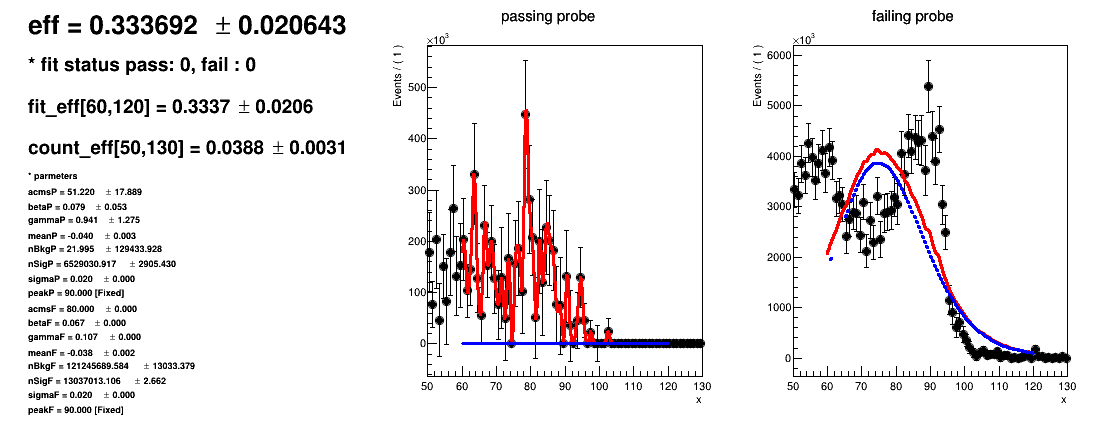 eff = 0.333692 ± 0.020643
* fit status pass: 0, fail : 0
fit_eff[60,120] = 0.3337 ± 0.0206
count_eff[50,130] = 0.0388 ± 0.0031
* parmeters
acmsP = 51.220 ± 17.889
betaP = 0.079 ± 0.053
gammaP = 0.941 ± 1.275
meanP = -0.040 ± 0.003
nBkgP = 21.995 ± 129433.928
nSigP = 6529030.917 ± 2905.430
sigmaP = 0.020 ± 0.000
peakP = 90.000 [Fixed]
acmsF = 80.000 ± 0.000
betaF = 0.067 ± 0.000
gammaF = 0.107 ± 0.000
meanF = -0.038 ± 0.002
nBkgF = 121245689.584 ± 13033.379
nSigF = 13037013.106 ± 2.662
sigmaF = 0.020 ± 0.000
peakF = 90.000 [Fixed]
passing probe
×10³
Events / ( 1 )
500
400
300
200
100
0
50 60 70 80 90 100 110 120 130
x
failing probe
×10³
Events / ( 1 )
6000
5000
4000
3000
2000
1000
0
50 60 70 80 90 100 110 120 130
x